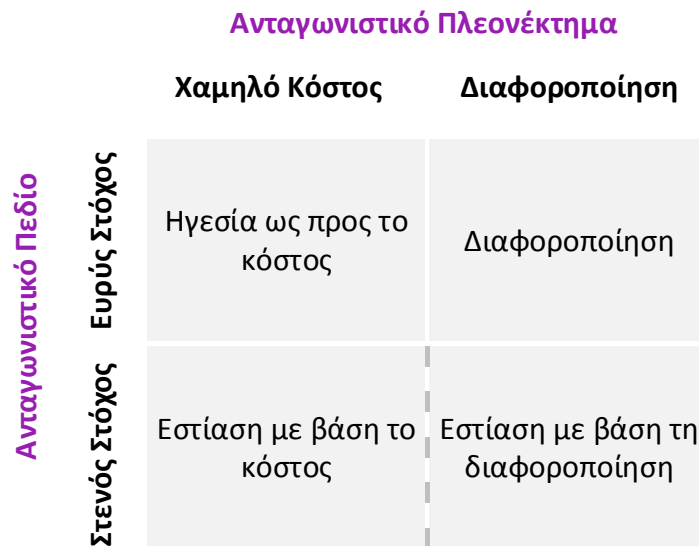 Ανταγωνιστικό Πλεονέκτημα
Χαμηλό Κόστος
Διαφοροποίηση
Ανταγωνιστικό Πεδίο
Ευρύς Στόχος
Ηγεσία ως προς το
κόστος
Διαφοροποίηση
Στενός Στόχος
Εστίαση με βάση το
κόστος
Εστίαση με βάση τη
διαφοροποίηση